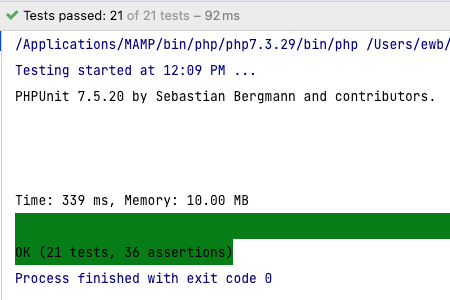 Tests passed: 21 of 21 tests – 92 ms
/Applications/MAMP/bin/php/php7.3.29/bin/php /Users/ewb/
Testing started at 12:09 PM ...
PHPUnit 7.5.20 by Sebastian Bergmann and contributors.
Time: 339 ms, Memory: 10.00 MB
OK (21 tests, 36 assertions)
Process finished with exit code 0